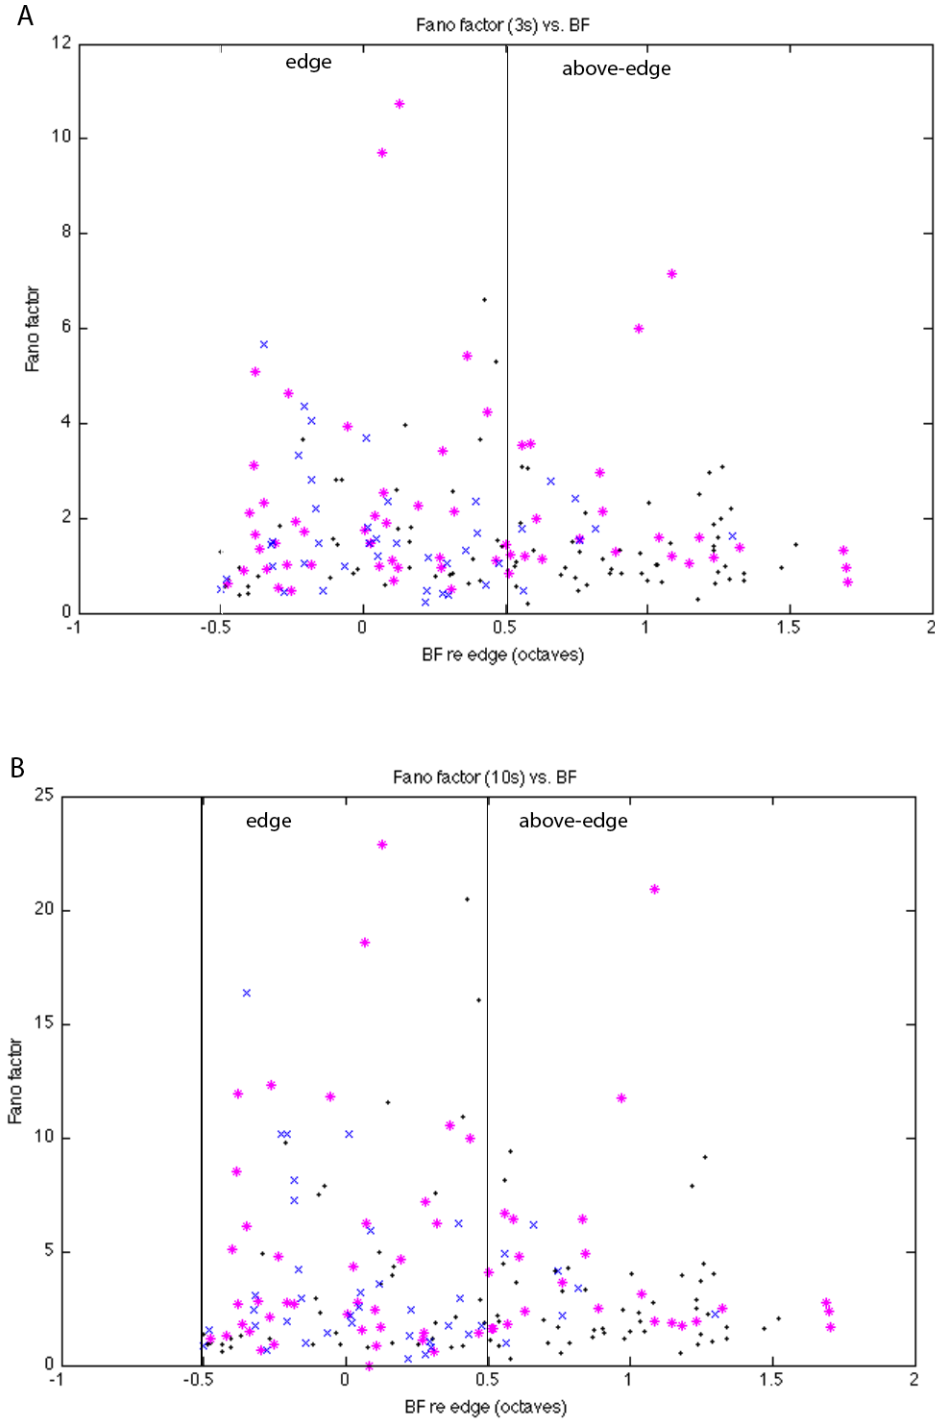 A
Fano factor (3s) vs. BF
12
edge
above-edge
10
8
6
4
2
0
Fano factor
-1
-0.5
0
0.5
1
1.5
2
BF re edge (octaves)
B
Fano factor (10s) vs. BF
25
edge
above-edge
20
15
10
5
0
Fano factor
-1
-0.5
0
0.5
1
1.5
2
BF re edge (octaves)